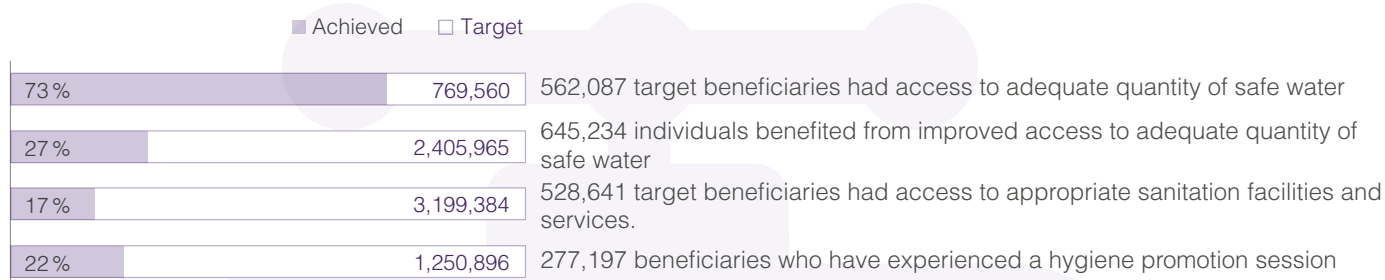 Achieved Target
73% 769,560 562,087 target beneficiaries had access to adequate quantity of safe water
27% 2,405,965 645,234 individuals benefited from improved access to adequate quantity of
safe water
17% 3,199,384 528,641 target beneficiaries had access to appropriate sanitation facilities and
services.
22% 1,250,896 277,197 beneficiaries who have experienced a hygiene promotion session